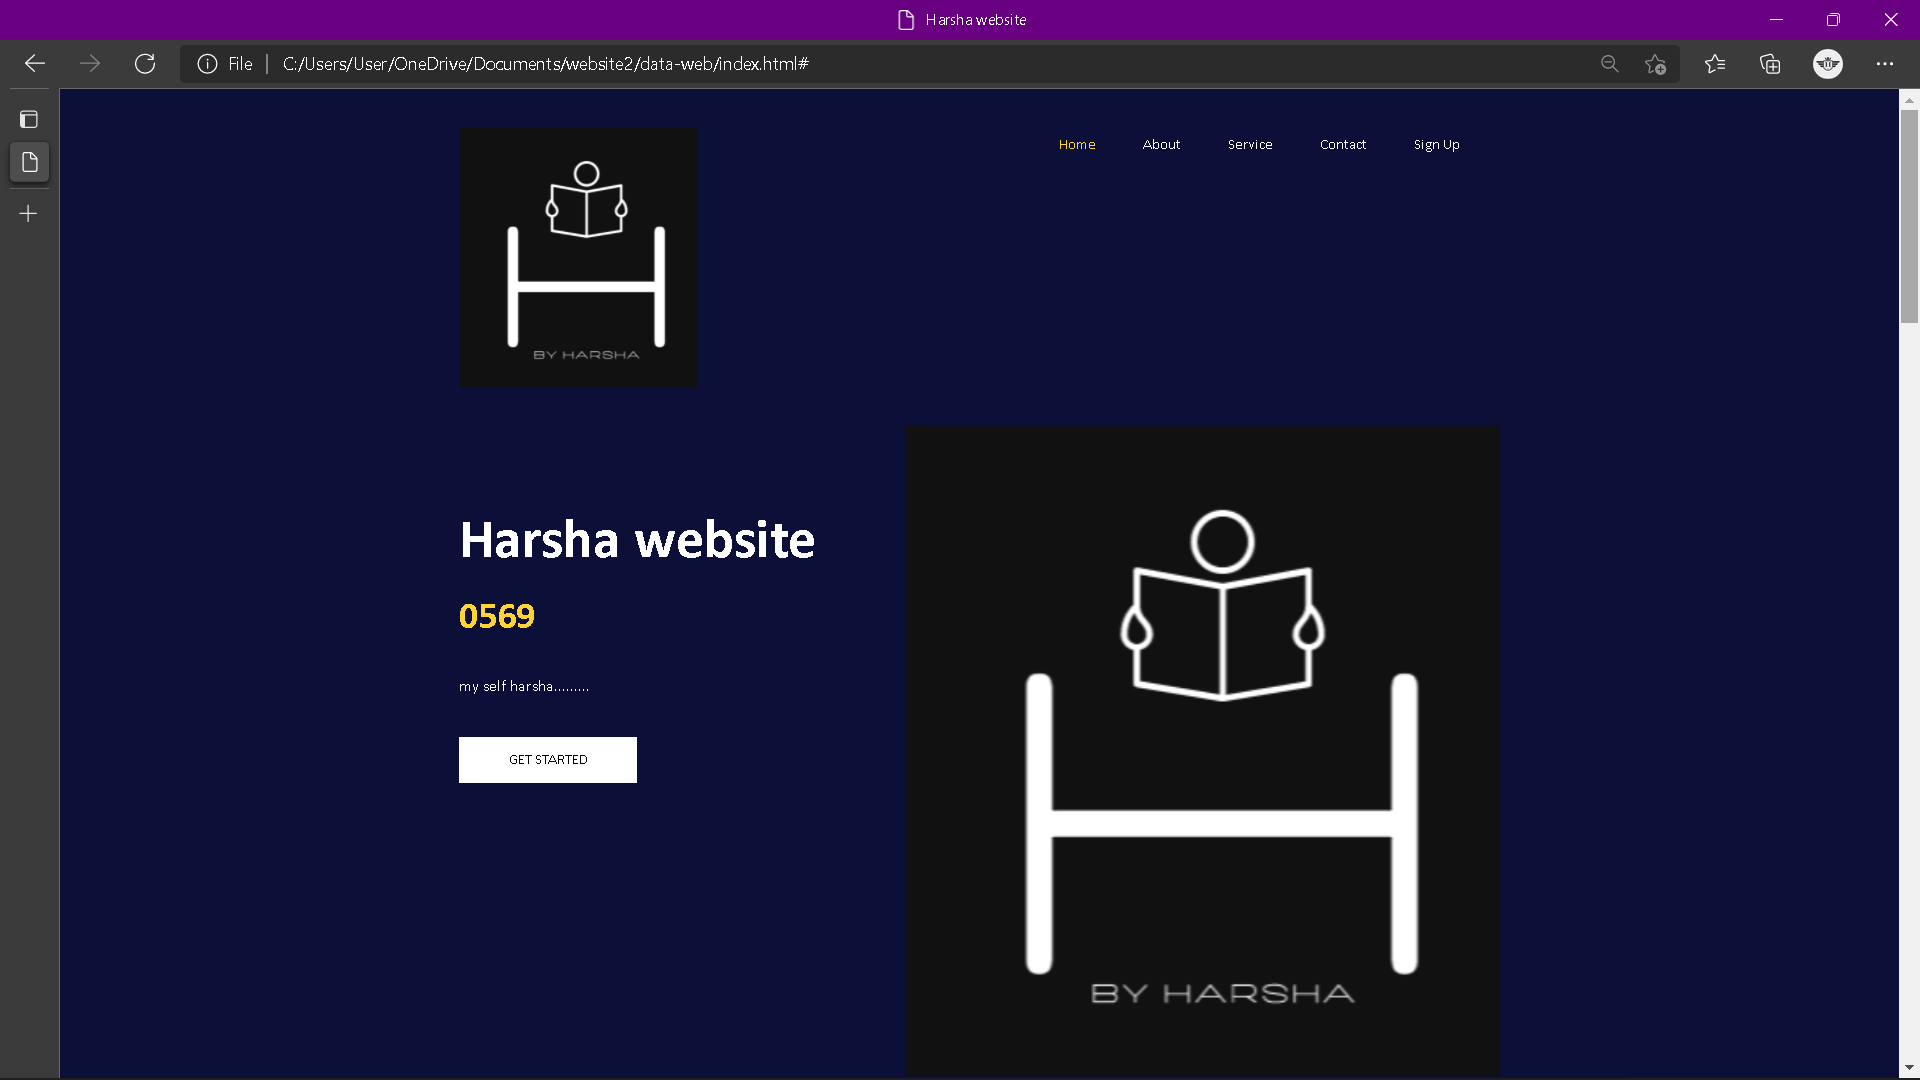 Harsha website
File | C:/Users/User/OneDrive/Documents/website2/data-web/index.html#
Home About Service Contact Sign Up
BY HARSHA
Harsha website
0569
my self harsha.........
GET STARTED
BY HARSHA